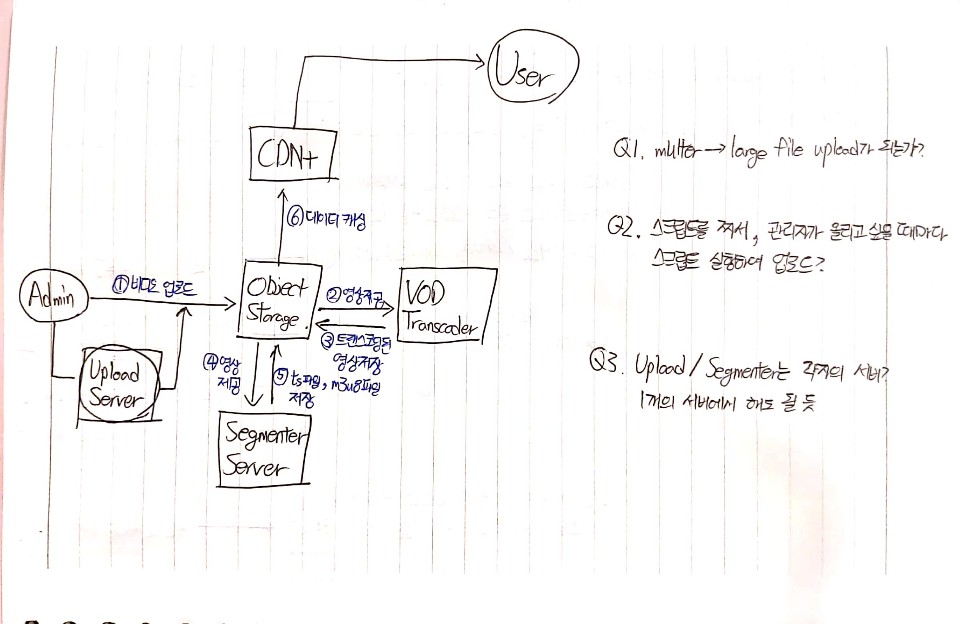 User
CDN+
⑥데이터 캐싱
Admin
①비디오 업로드
Object
Storage
②영상제공
VOD
Transcoder
③트랜스코딩된
영상저장
Upload
Server
④영상
제공
⑤ts파일, m3u8파일
저장
Segmenter
Server
Q1. multer → large file upload가 되는가?
Q2. 스크립트를 짜서, 관리자가 올리고 싶을 때마다
스크립트 실행하여 업로드?
Q3. Upload / Segmenter는 각자의 서버?
1개의 서버에서 해도 될 듯